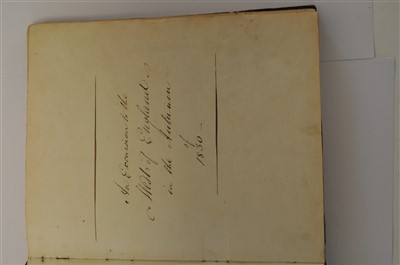 An Excursion to the
West of England
in the Autumn
of
1830